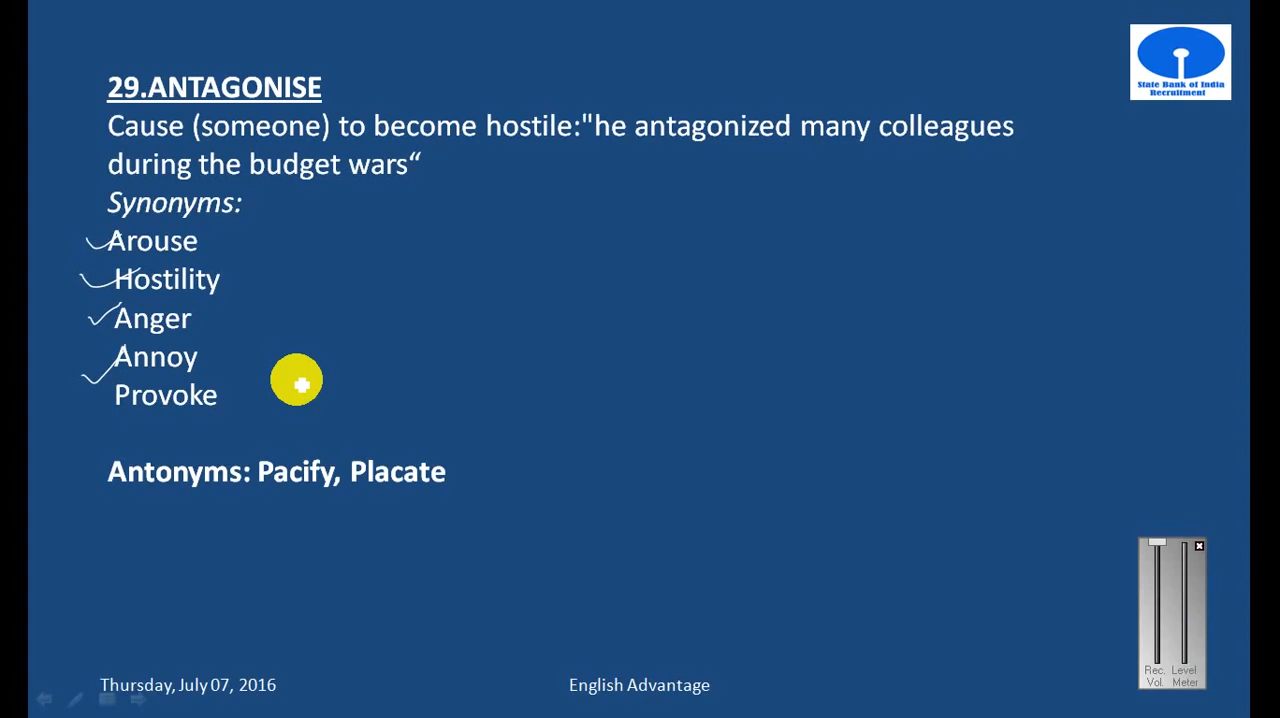 State Bank of India
Recruitment
29.ANTAGONISE
Cause (someone) to become hostile:"he antagonized many colleagues
during the budget wars“
Synonyms:
Arouse
Hostility
Anger
Annoy
Provoke
Antonyms: Pacify, Placate
Rec. Level
Vol. Meter
Thursday, July 07, 2016
English Advantage